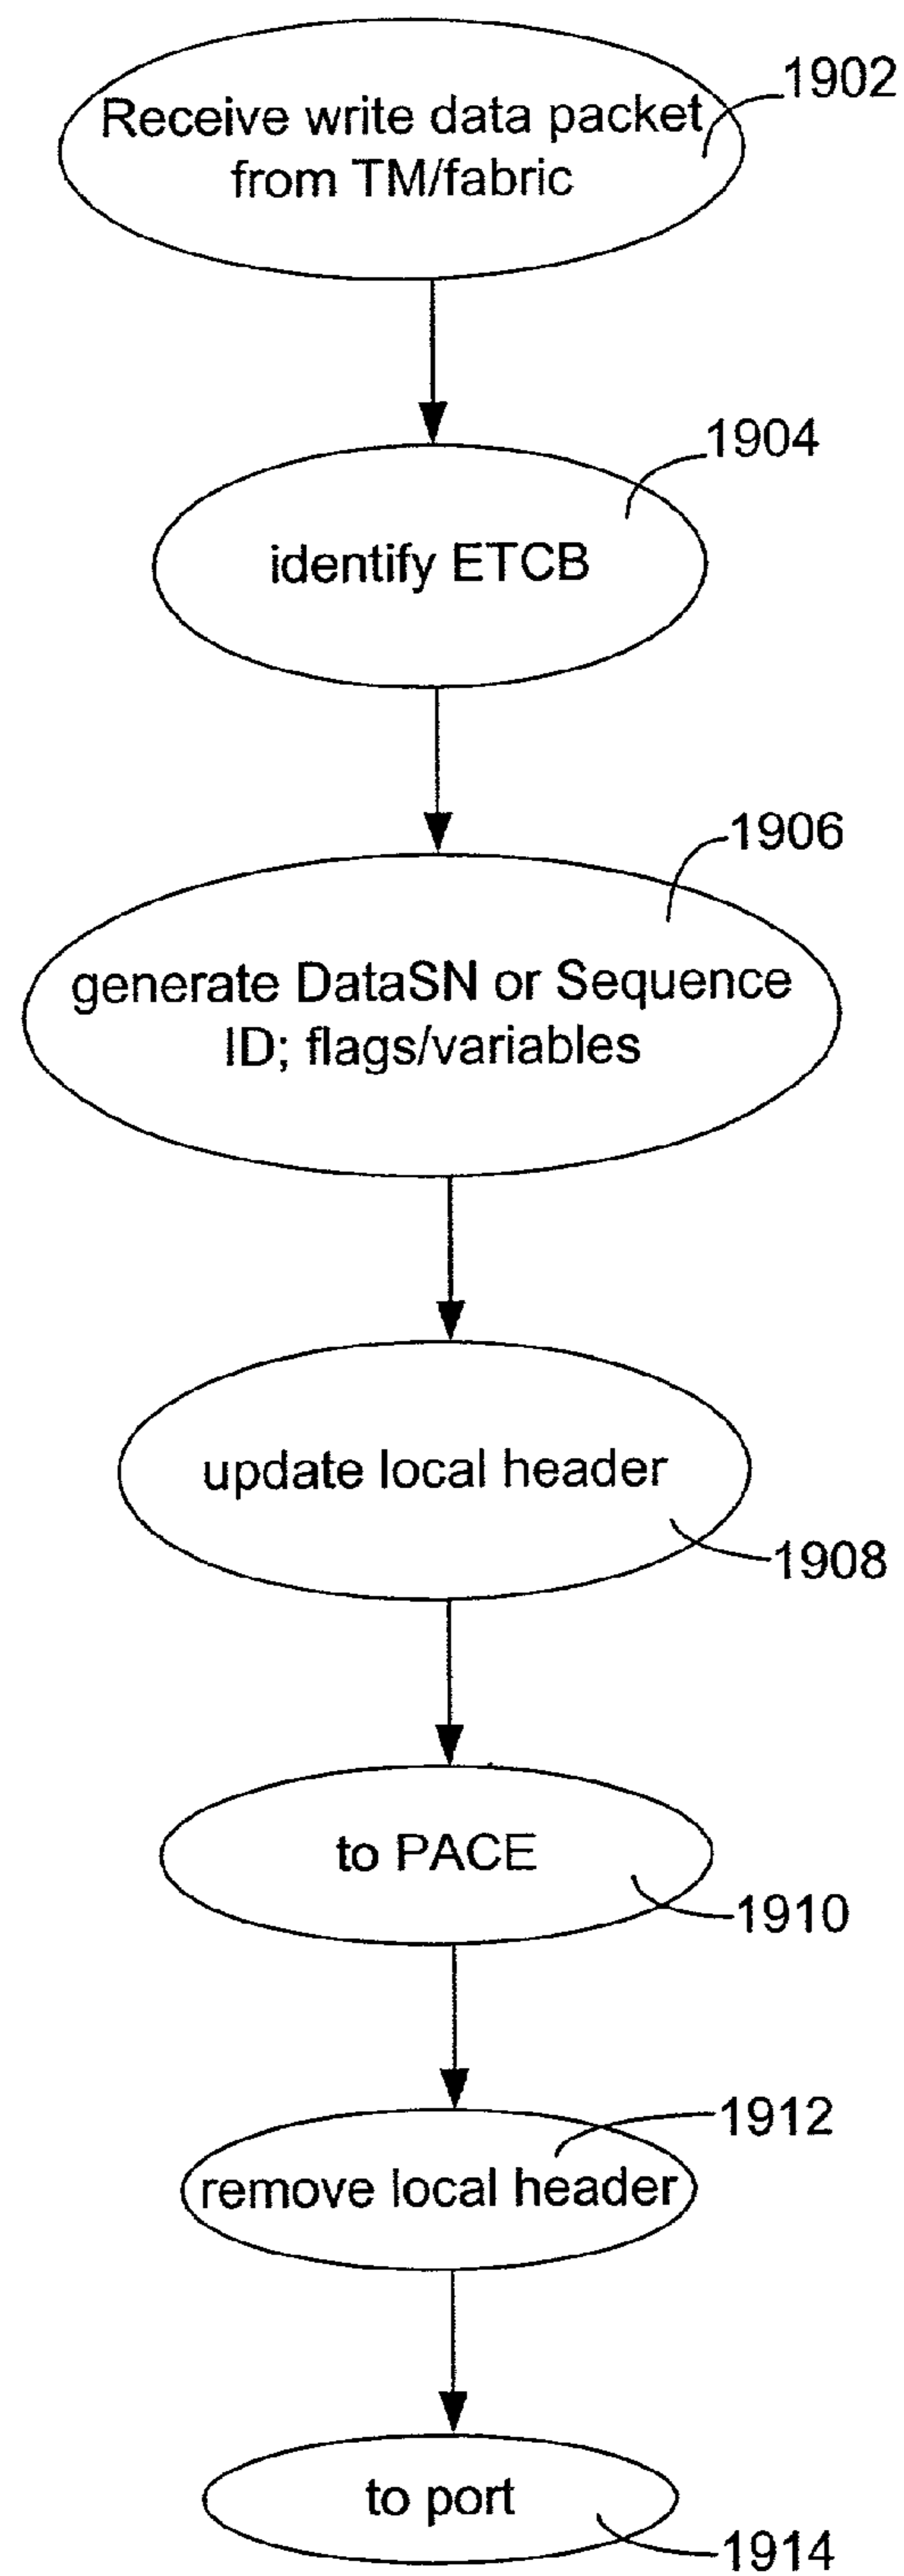 Receive write data packet
from TM/fabric
1902
identify ETCB
1904
generate DataSN or Sequence
ID; flags/variables
1906
update local header
1908
to PACE
1910
remove local header
1912
to port
1914